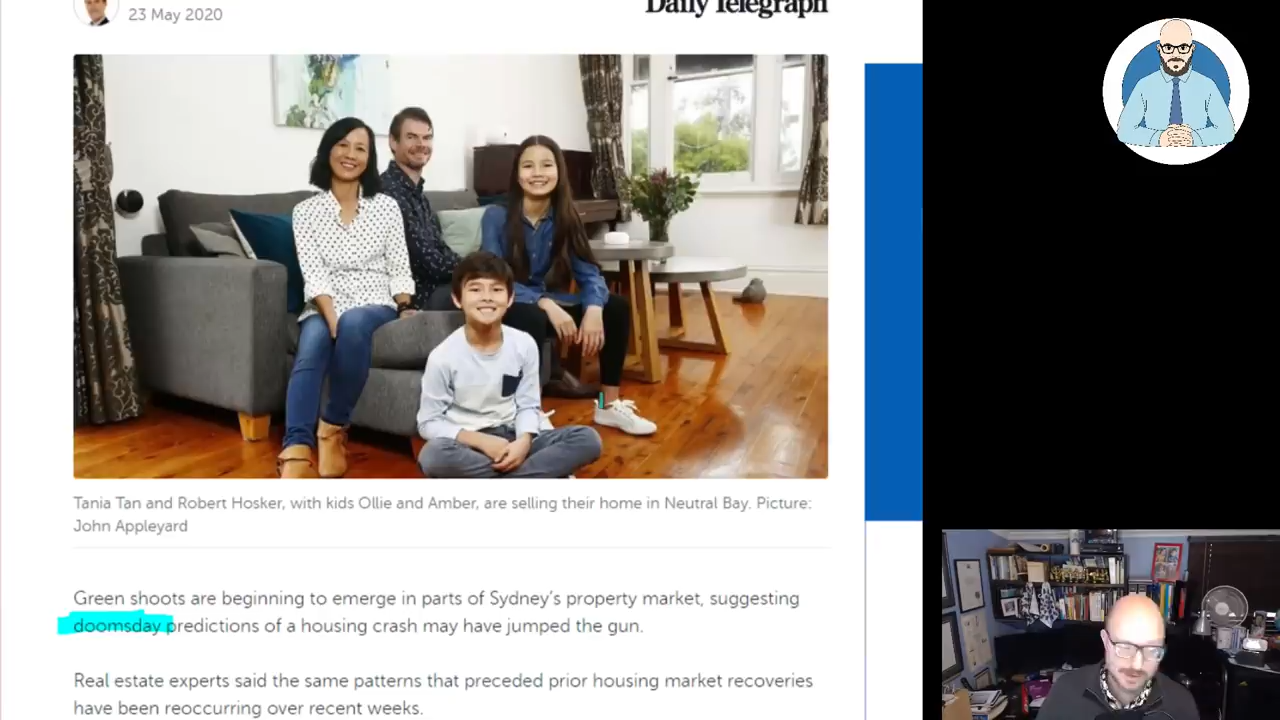 Daily Telegraph
23 May 2020
Tania Tan and Robert Hosker, with kids Ollie and Amber, are selling their home in Neutral Bay. Picture:
John Appleyard
Green shoots are beginning to emerge in parts of Sydney's property market, suggesting
doomsday predictions of a housing crash may have jumped the gun.
Real estate experts said the same patterns that preceded prior housing market recoveries
have been reoccurring over recent weeks.